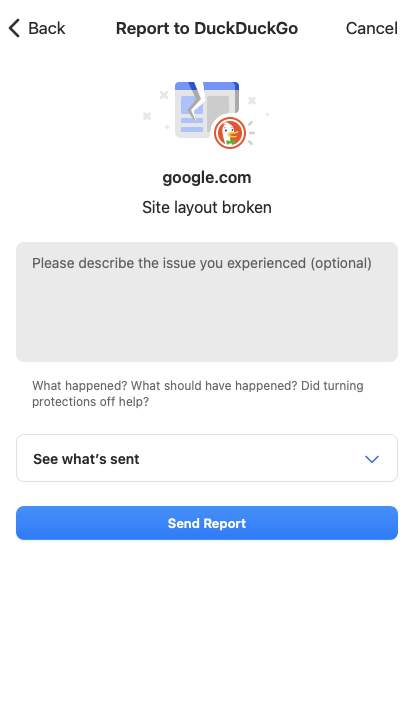 Back
Report to DuckDuckGo
Cancel
google.com
Site layout broken
Please describe the issue you experienced (optional)
What happened? What should have happened? Did turning
protections off help?
See what’s sent
Send Report